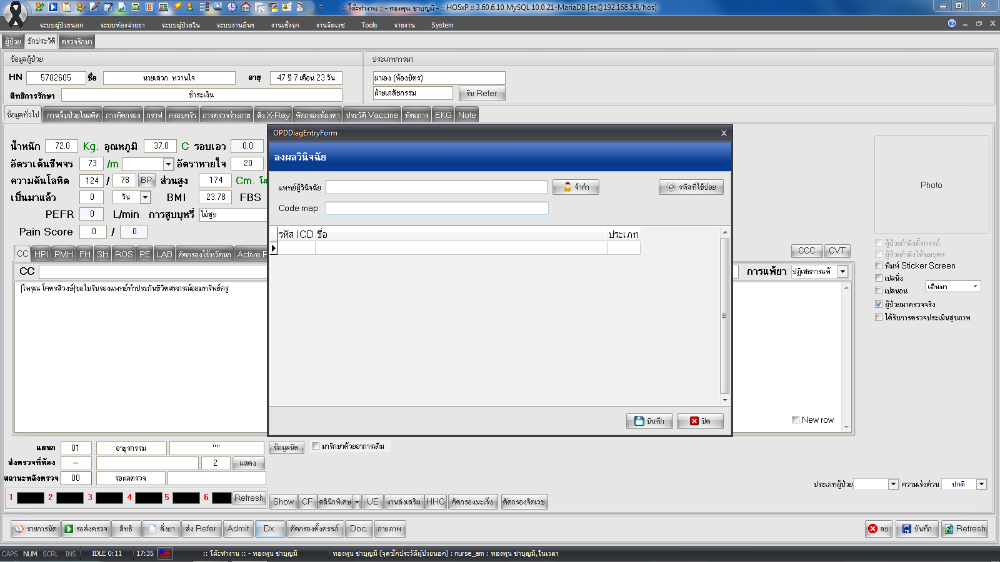 :: โต๊ะทำงาน :: - ทองพูน ชาบุญมี - :: HOSxP :: 3.60.6.10 MySQL 10.0.21-MariaDB [sa@192.168.5.8/hos]
ระบบผู้ป่วยนอก ระบบห้องจ่ายยา ระบบผู้ป่วยใน ระบบงานอื่นๆ งานเชิงรุก งานจิตเวช Tools รายงาน System
ผู้ป่วย ซักประวัติ ตรวจรักษา
ข้อมูลผู้ป่วย ประเภทการมา
HN 5702605 ชื่อ นายเสวก หวานใจ อายุ 47 ปี 7 เดือน 23 วัน มาเอง (ห้องบัตร)
สิทธิการรักษา ชำระเงิน ฝ่ายเภสัชกรรม รับ Refer
ข้อมูลทั่วไป การเจ็บป่วยในอดีต การคัดกรอง กราฟ ครอบครัว การตรวจร่างกาย สั่ง X-Ray คัดกรองห้องตา ประวัติ Vaccine หัตถการ EKG Note
OPDDiagEntryForm
ลงผลวินิจฉัย
แพทย์ผู้วินิจฉัย จำค่า รหัสที่ใช้บ่อย
Code map
รหัส ICD ชื่อ ประเภท
บันทึก ปิด
น้ำหนัก 72.0 Kg. อุณหภูมิ 37.0 C รอบเอว 0.0
อัตราเต้นชีพจร 73 /m อัตราหายใจ 20
ความดันโลหิต 124 / 78 BP ส่วนสูง 174 Cm.
เป็นมาแล้ว 0 วัน BMI 23.78 FBS
PEFR 0 L/min การสูบบุหรี่ ไม่สูบ
Pain Score 0 / 0
Photo
ผู้ป่วยกำลังตั้งครรภ์
ผู้ป่วยกำลังให้นมบุตร
พิมพ์ Sticker Screen
เปลนั่ง
เปลนอน เดินมา
ผู้ป่วยมาตรวจจริง
ได้รับการตรวจประเมินสุขภาพ
CC HPI PMH FH SH ROS PE LAB คัดกรองไข้หวัดนก Active CCC CVT
CC การแพ้ยา ปฏิเสธการแพ้
|ไพรุณ โคตรสีวงษ์|ขอใบรับรองแพทย์ทำประกันชีวิตสหกรณ์ออมทรัพย์ครู
New row
แผนก 01 อายุรกรรม "" ข้อมูลนัด มารักษาด้วยอาการเดิม
ส่งตรวจที่ห้อง – 2 แสดง
สถานะหลังตรวจ 00 รอผลตรวจ
ประเภทผู้ป่วย ความเร่งด่วน ปกติ
1 2 3 4 5 6 Refresh Show CF คลินิกพิเศษ UE งานส่งเสริม HHC คัดกรองมะเร็ง คัดกรองจิตเวช
รายการนัด รอส่งตรวจ สิทธิ สั่งยา ส่ง Refer Admit Dx. คัดกรองตั้งครรภ์ Doc. กายภาพ ลบ บันทึก Refresh
CAPS NUM SCRL INS IDLE 0:11 17:35 :: โต๊ะทำงาน :: - ทองพูน ชาบุญมี ทองพูน ชาบุญมี (จุดซักประวัติผู้ป่วยนอก) : nurse_am : ทองพูน ชาบุญมี,ในเวลา